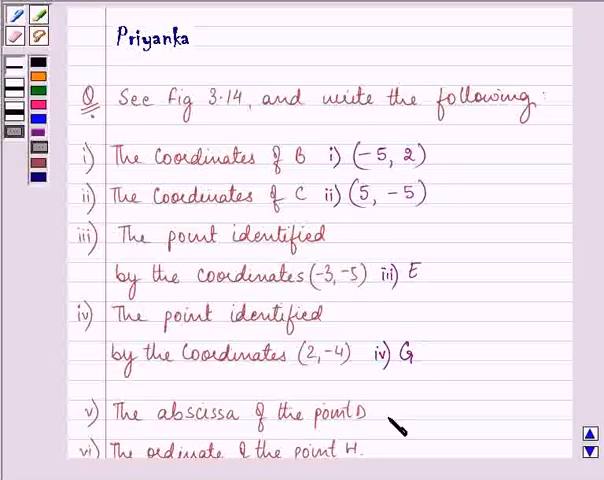 Priyanka
Q. See Fig 3.14, and write the following:
i) The coordinates of B i) (-5, 2)
ii) The coordinates of C ii) (5, -5)
iii) The point identified
by the coordinates (-3, -5) iii) E
iv) The point identified
by the coordinates (2, -4) iv) G
v) The abscissa of the point D
vi) The ordinate of the point H.